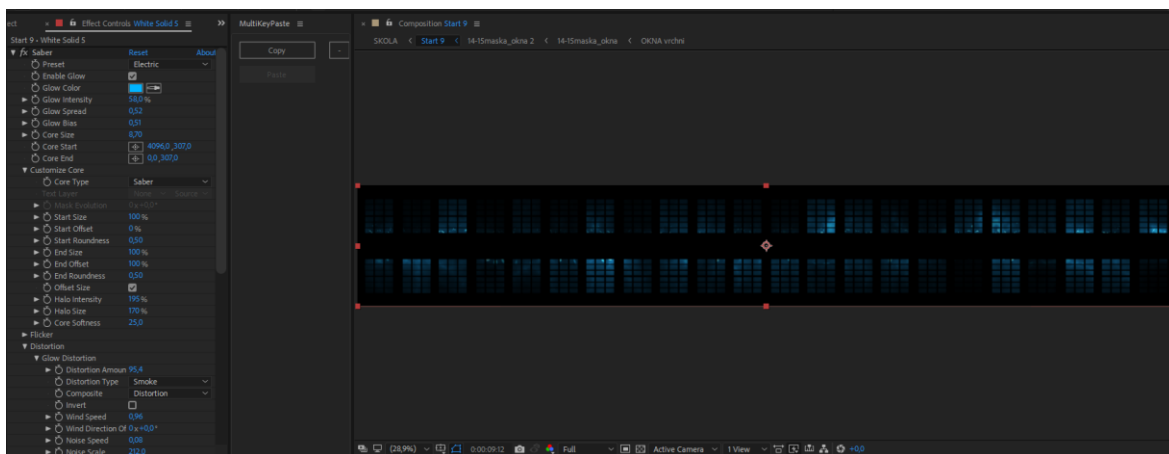 ect
Effect Controls White Solid 5
Start 9 • White Solid 5
fx Saber Reset About
Preset Electric
Enable Glow
Glow Color
Glow Intensity 58,0 %
Glow Spread 0,52
Glow Bias 0,51
Core Size 8,70
Core Start 4096,0 ,307,0
Core End 0,0 ,307,0
Customize Core
Core Type Saber
Text Layer None Source
Mask Evolution 0 x +0,0°
Start Size 100 %
Start Offset 0 %
Start Roundness 0,50
End Size 100 %
End Offset 100 %
End Roundness 0,50
Offset Size
Halo Intensity 195 %
Halo Size 170 %
Core Softness 25,0
Flicker
Distortion
Glow Distortion
Distortion Amoun 95,4
Distortion Type Smoke
Composite Distortion
Invert
Wind Speed 0,96
Wind Direction Of 0 x +0,0°
Noise Speed 0,08
Noise Scale 212,0
MultiKeyPaste
Copy -
Paste
Composition Start 9
SKOLA < Start 9 < 14-15maska_okna 2 < 14-15maska_okna < OKNA vrchni
(28,9%) 0:00:09:12 Full Active Camera 1 View +0,0